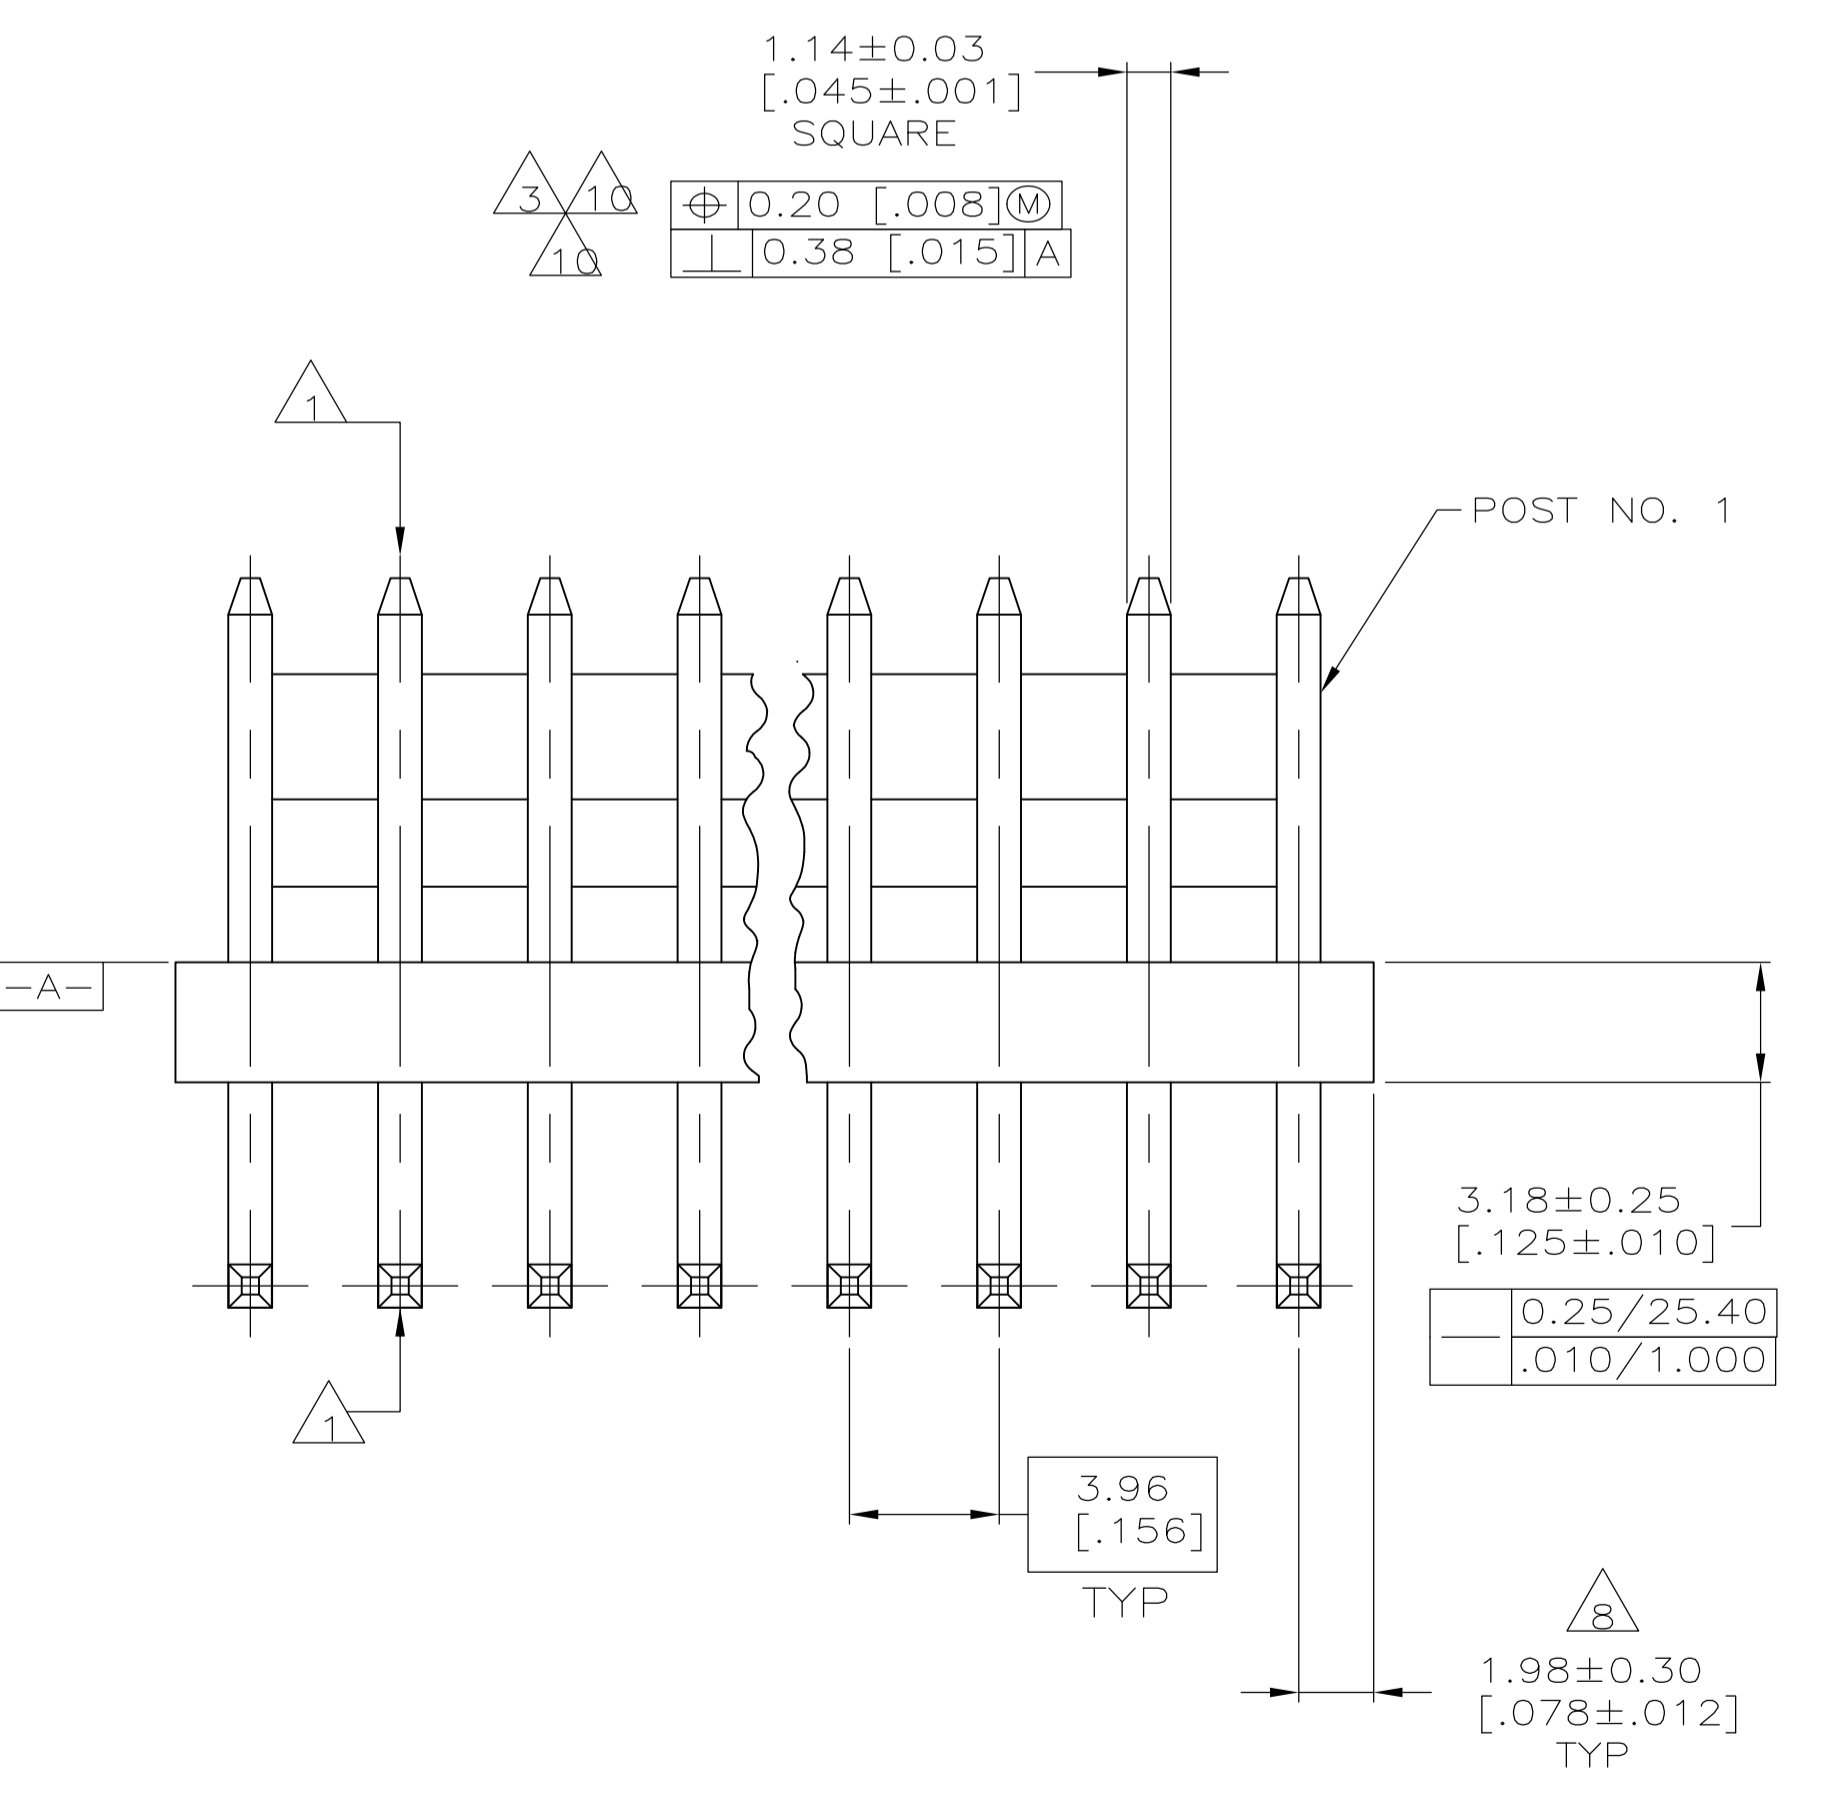 1.14±0.03
[.045±.001]
SQUARE
3 10
10
⌖ 0.20 [.008] Ⓜ
⊥ 0.38 [.015] A
1
POST NO. 1
-A-
3.18±0.25
[.125±.010]
— 0.25/25.40
.010/1.000
1
3.96
[.156]
TYP
8
1.98±0.30
[.078±.012]
TYP